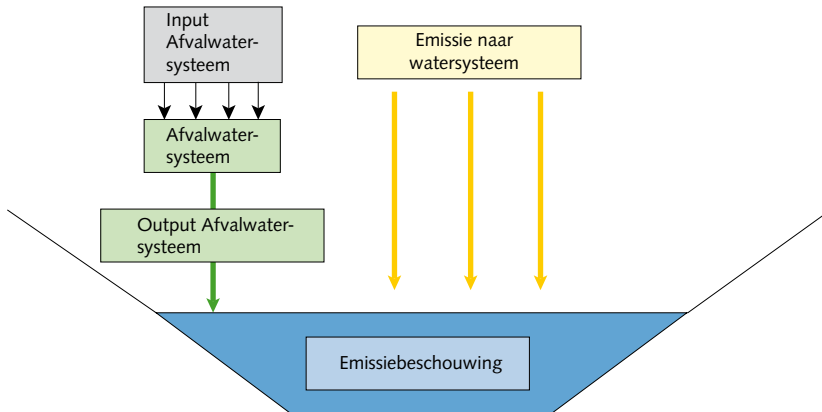 Input
Afvalwater-
systeem
Emissie naar
watersysteem
Afvalwater-
systeem
Output Afvalwater-
systeem
Emissiebeschouwing